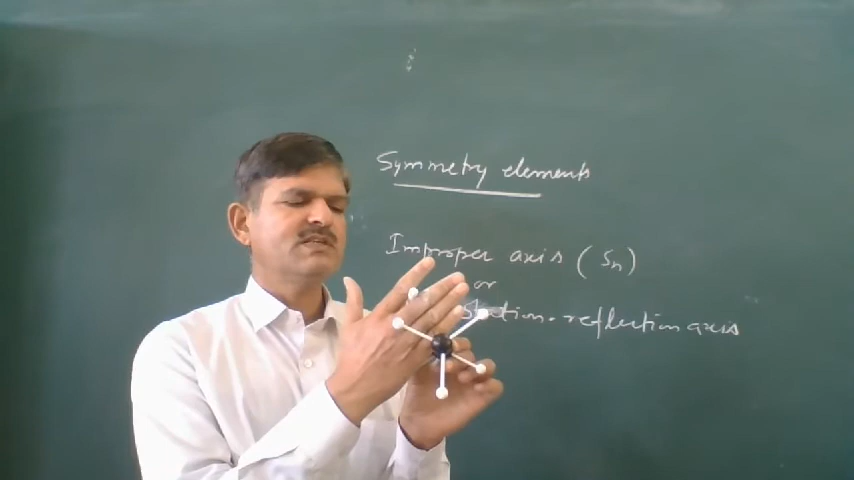 Symmetry elements
Improper axis (Sn)
or
reflection axis